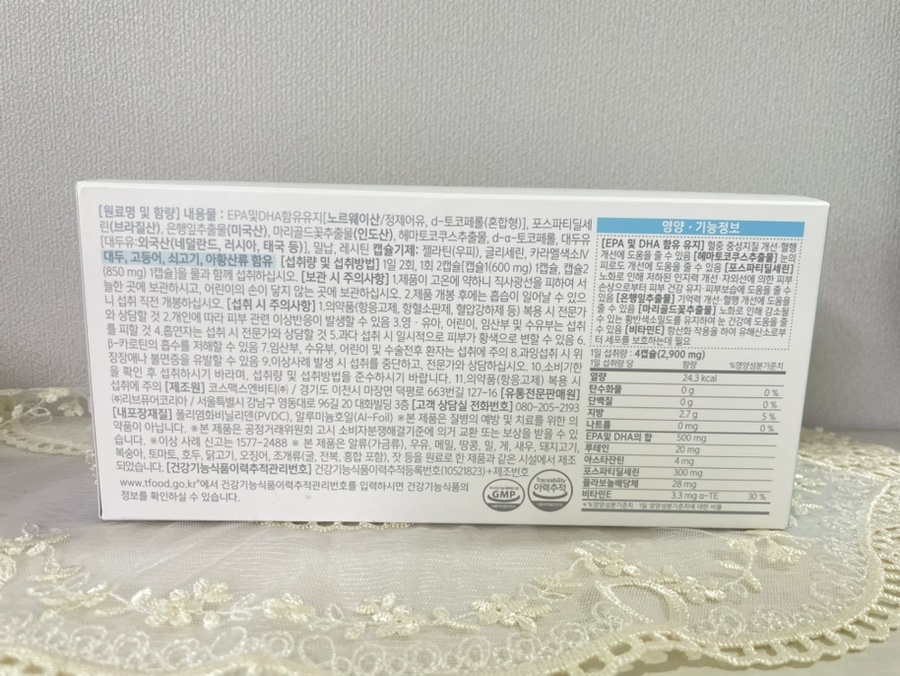 [원료명 및 함량] 내용물 : EPA및DHA함유유지[노르웨이산/정제어유, d-토코페롤(혼합형)], 포스파티딜세
린(브라질산), 은행잎추출물(미국산), 마리골드꽃추출물(인도산), 헤마토코쿠스추출물, d-α-토코페롤, 대두유
[대두유:외국산(네덜란드, 러시아, 태국 등)], 밀납, 레시틴 캡슐기제: 젤라틴(우피), 글리세린, 카라멜색소Ⅳ
대두, 고등어, 쇠고기, 아황산류 함유 [섭취량 및 섭취방법] 1일 2회, 1회 2캡슐[캡슐1(600 mg) 1캡슐, 캡슐2
(850 mg) 1캡슐]을 물과 함께 섭취하십시오. [보관 시 주의사항] 1.제품이 고온에 약하니 직사광선을 피하여 서
늘한 곳에 보관하시고, 어린이의 손이 닿지 않는 곳에 보관하십시오. 2.제품 개봉 후에는 흡습이 일어날 수 있으
니 섭취 직전 개봉하십시오. [섭취 시 주의사항] 1.의약품(항응고제, 항혈소판제, 혈압강하제 등) 복용 시 전문가
와 상담할 것 2.개인에 따라 피부 관련 이상반응이 발생할 수 있음 3.영ㆍ유아, 어린이, 임산부 및 수유부는 섭취
를 피할 것 4.흡연자는 섭취 시 전문가와 상담할 것 5.과다 섭취 시 일시적으로 피부가 황색으로 변할 수 있음 6.
β-카로틴의 흡수를 저해할 수 있음 7.임산부, 수유부, 어린이 및 수술전후 환자는 섭취에 주의 8.과잉섭취 시 위
장장애나 불면증을 유발할 수 있음 9.이상사례 발생 시 섭취를 중단하고, 전문가와 상담하십시오. 10.소비기한
을 확인 후 섭취하시기 바라며, 섭취량 및 섭취방법을 준수하시기 바랍니다. 11.의약품(항응고제) 복용 시
섭취에 주의 [제조원] 코스맥스엔비티㈜ / 경기도 이천시 마장면 덕평로 663번길 127-16 [유통전문판매원]
㈜리브퓨어코리아 / 서울특별시 강남구 영동대로 96길 20 대화빌딩 3층 [고객 상담실 전화번호] 080-205-2193
[내포장재질] 폴리염화비닐리덴(PVDC), 알루미늄호일(Al-Foil) ※본 제품은 질병의 예방 및 치료를 위한 의
약품이 아닙니다. ※본 제품은 공정거래위원회 고시 소비자분쟁해결기준에 의거 교환 또는 보상을 받을 수 있
습니다. ※이상 사례 신고는 1577-2488 ※ 본 제품은 알류(가금류), 우유, 메밀, 땅콩, 밀, 게, 새우, 돼지고기,
복숭아, 토마토, 호두, 닭고기, 오징어, 조개류(굴, 전복, 홍합 포함), 잣 등을 원료로 한 제품과 같은 시설에서 제조
되었습니다. [건강기능식품이력추적관리번호] 건강기능식품이력추적등록번호(10521823)+제조번호
www.tfood.go.kr"에서 건강기능식품이력추적관리번호를 입력하시면 건강기능식품의
정보를 확인하실 수 있습니다.
GMP
Traceability
이력추적
영양ㆍ기능정보
[EPA 및 DHA 함유 유지] 혈중 중성지질 개선ㆍ혈행
개선에 도움을 줄 수 있음 [헤마토코쿠스추출물] 눈의
피로도 개선에 도움을 줄 수 있음 [포스파티딜세린]
노화로 인해 저하된 인지력 개선ㆍ자외선에 의한 피부
손상으로부터 피부 건강 유지ㆍ피부보습에 도움을 줄 수
있음 [은행잎추출물] 기억력 개선ㆍ혈행 개선에 도움을
줄 수 있음 [마리골드꽃추출물] 노화로 인해 감소될
수 있는 황반색소밀도를 유지하여 눈 건강에 도움을 줄
수 있음 [비타민E] 항산화 작용을 하여 유해산소로부
터 세포를 보호하는데 필요
1일 섭취량 : 4캡슐(2,900 mg)
1일 섭취량 당 함량 %영양성분기준치
열량 24.3 kcal
탄수화물 0 g 0 %
단백질 0 g 0 %
지방 2.7 g 5 %
나트륨 0 mg 0 %
EPA및 DHA의 합 500 mg
루테인 20 mg
아스타잔틴 4 mg
포스파티딜세린 300 mg
플라보놀배당체 28 mg
비타민E 3.3 mg α-TE 30 %
※%영양성분기준치 : 1일 영양성분기준치에 대한 비율